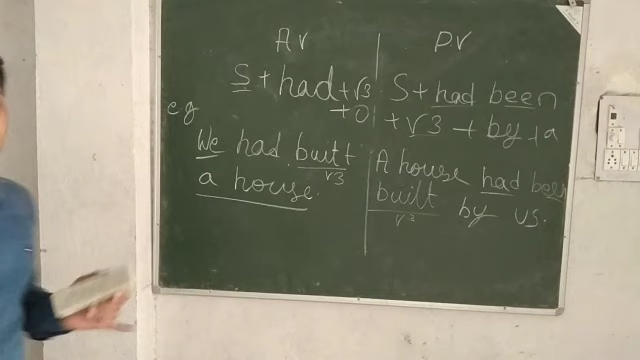 AV
S + had + v3
+ O
e.g
We had built
v3
a house.
PV
S + had been
+ v3 + by + a
A house had been
built by us.
v3